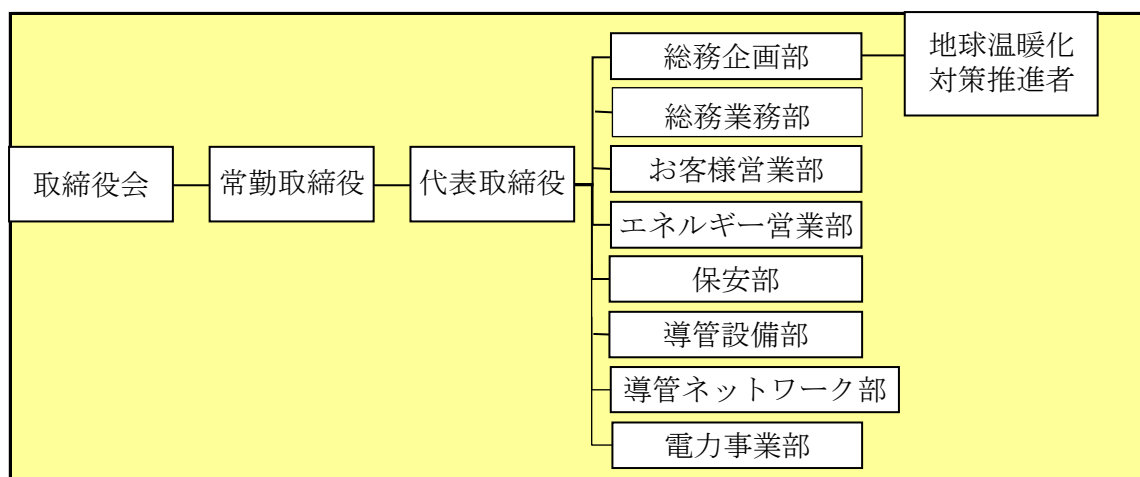 総務企画部
地球温暖化
対策推進者
総務業務部
お客様営業部
取締役会
常勤取締役
代表取締役
エネルギー営業部
保安部
導管設備部
導管ネットワーク部
電力事業部